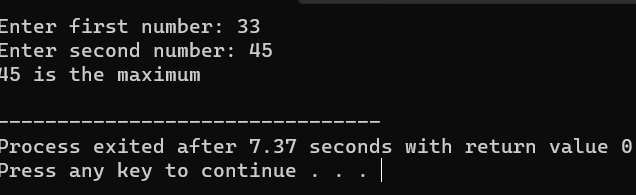 Enter first number: 33
Enter second number: 45
45 is the maximum
--------------------------------
Process exited after 7.37 seconds with return value 0
Press any key to continue . . .